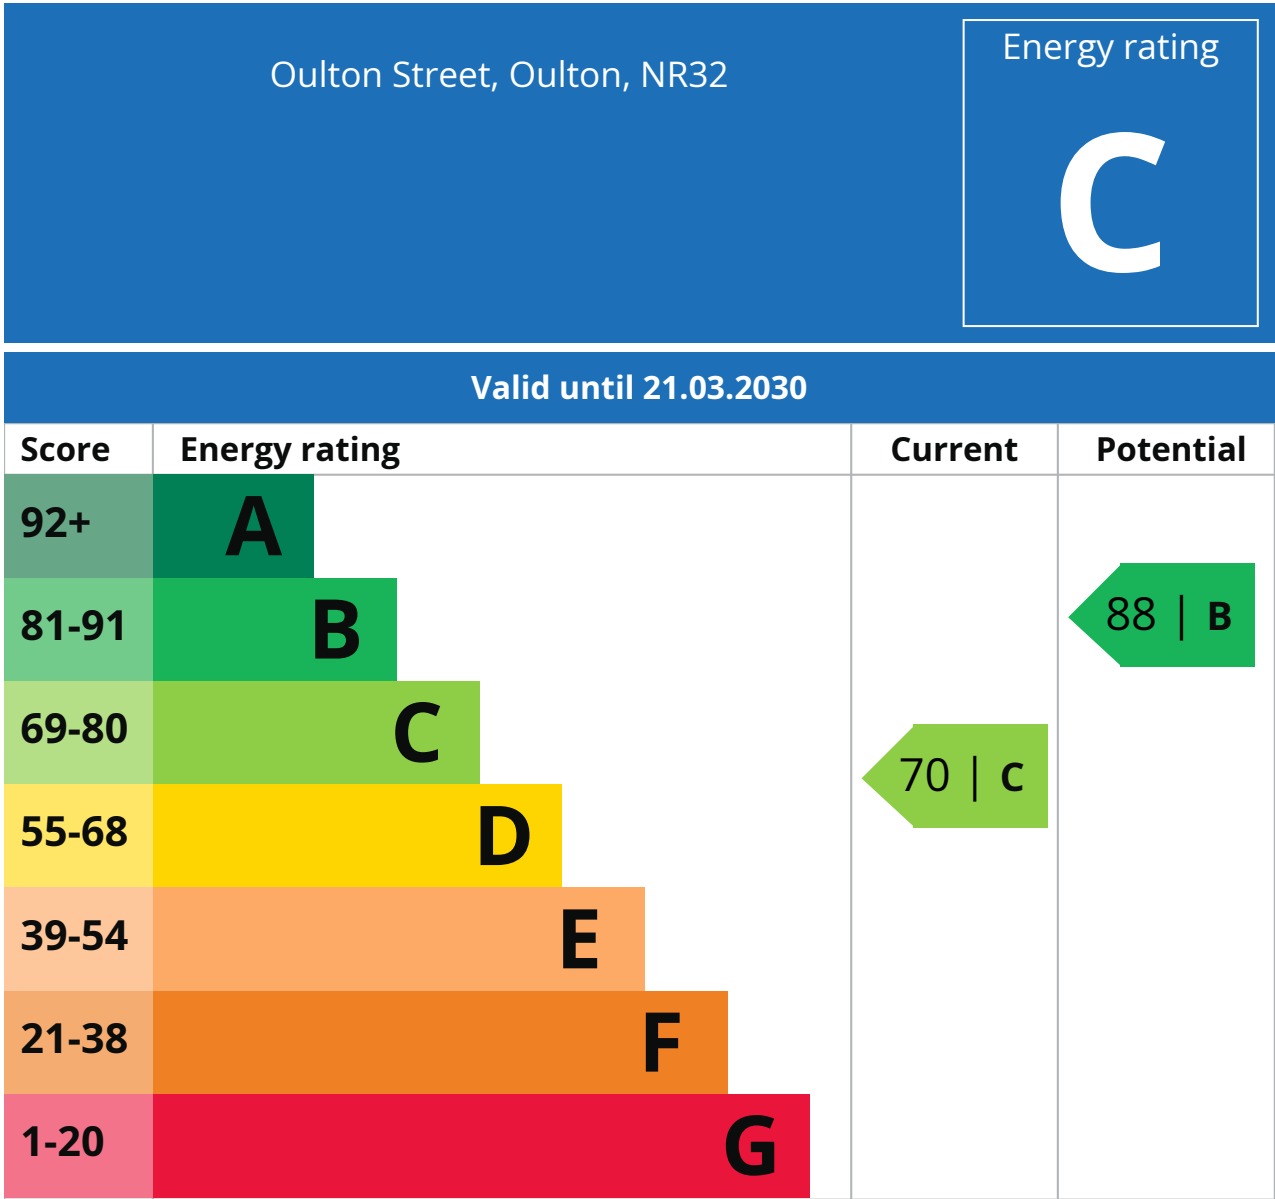 Oulton Street, Oulton, NR32
Energy rating
C
Valid until 21.03.2030
Score Energy rating Current Potential
92+ A
81-91 B
88 | B
69-80 C
70 | C
55-68 D
39-54 E
21-38 F
1-20 G